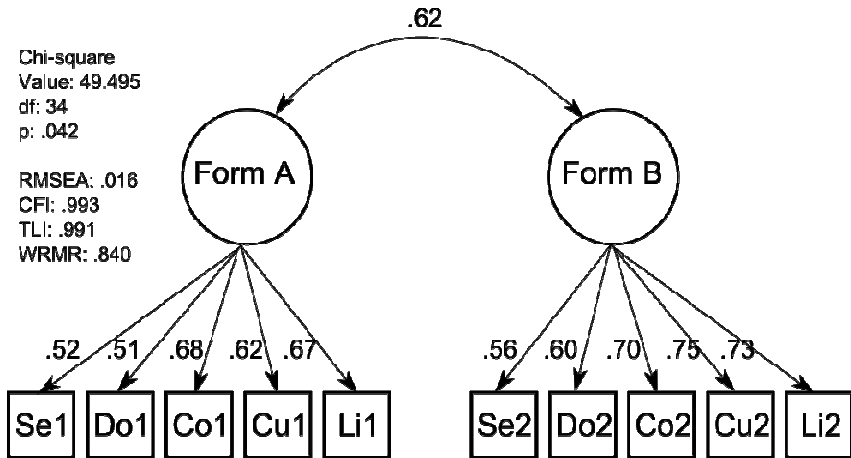 .62
Chi-square
Value: 49.495
df: 34
p: .042
RMSEA: .016
CFI: .993
TLI: .991
WRMR: .840
Form A
Form B
.52 .51 .68 .62 .67
.56 .60 .70 .75 .73
Se1 Do1 Co1 Cu1 Li1
Se2 Do2 Co2 Cu2 Li2